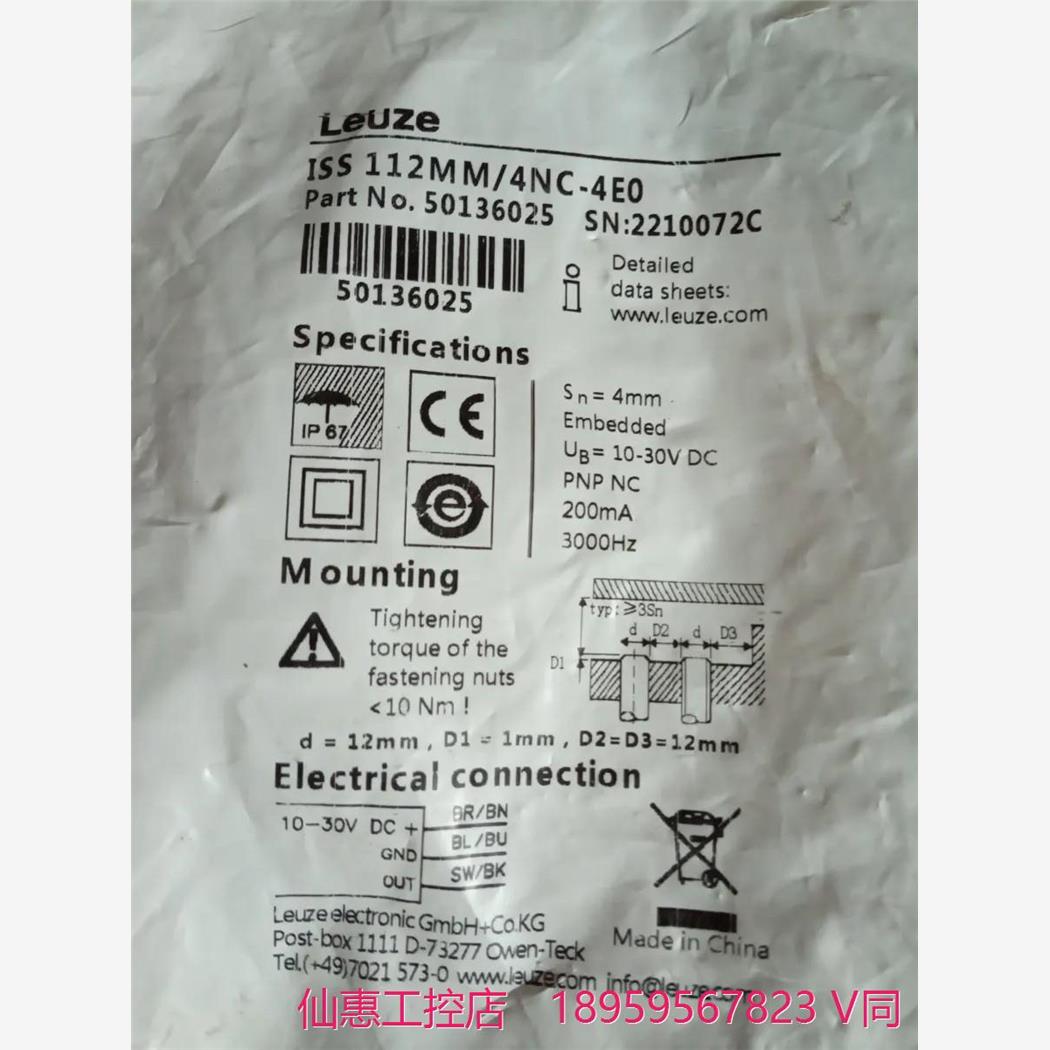 Leuze
ISS 112MM/4NC-4E0
Part No. 50136025 SN:2210072C
50136025
Detailed
data sheets:
www.leuze.com
Specifications
IP 67
CE
e
Sn = 4mm
Embedded
UB= 10-30V DC
PNP NC
200mA
3000Hz
Mounting
Tightening
torque of the
fastening nuts
<10 Nm !
typ: ≥3Sn
d D2 d D3
D1
d = 12mm, D1 = 1mm, D2=D3=12mm
Electrical connection
10-30V DC + BR/BN
GND BL/BU
OUT SW/BK
Leuze electronic GmbH+Co.KG
Post-box 1111 D-73277 Owen-Teck
Tel.(+49)7021 573-0 www.leuze.com info@leuze.com
Made in China
仙惠工控店 18959567823 V同